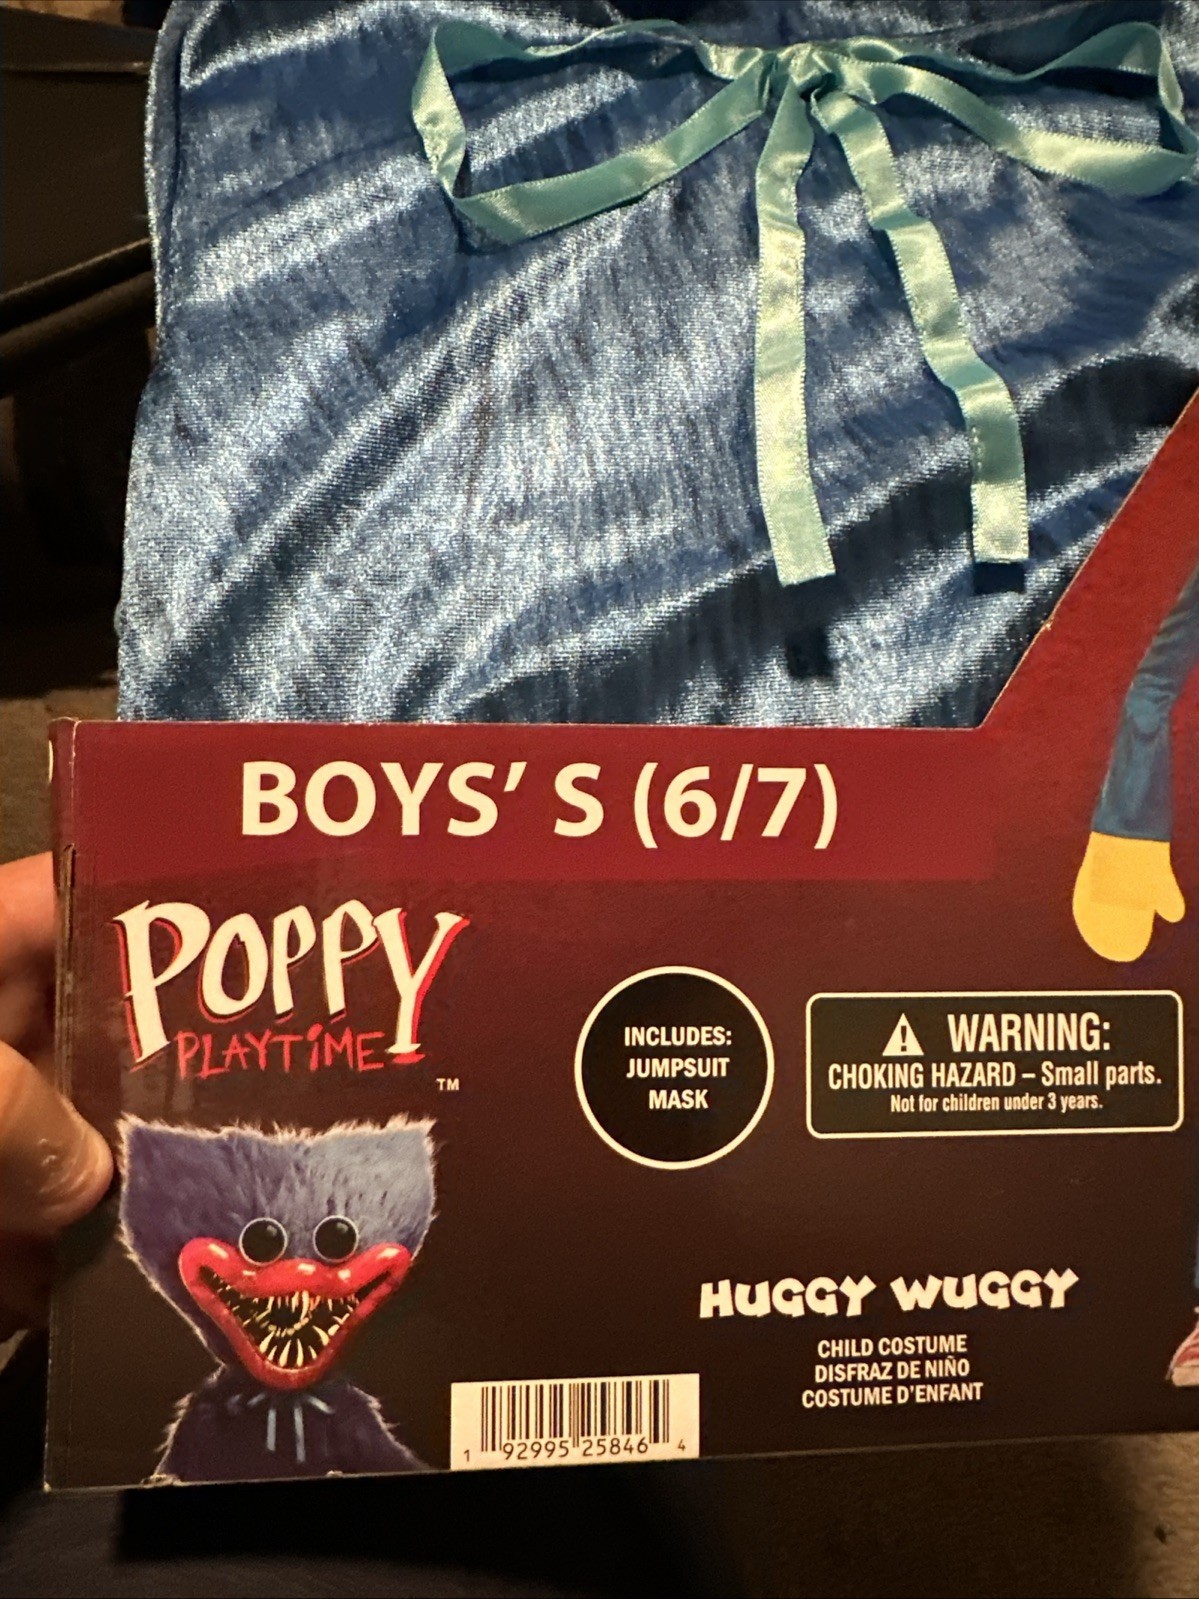 BOYS' S (6/7)
POPPY
PLAYTIME
TM
INCLUDES:
JUMPSUIT
MASK
WARNING:
CHOKING HAZARD – Small parts.
Not for children under 3 years.
HUGGY WUGGY
CHILD COSTUME
DISFRAZ DE NIÑO
COSTUME D'ENFANT
1 92995 25846 4